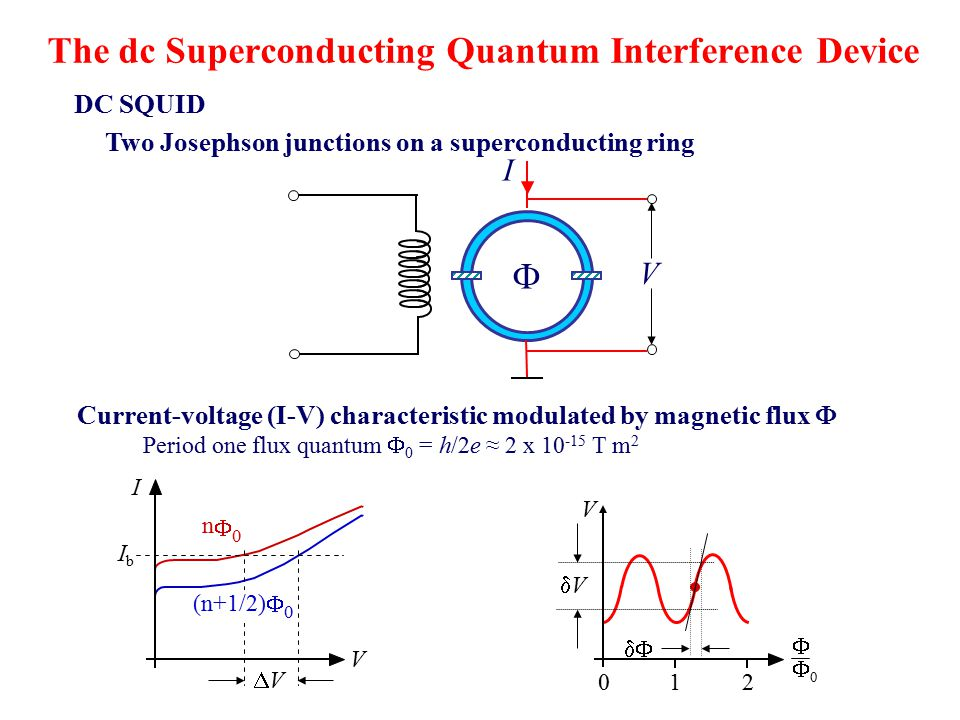 The dc Superconducting Quantum Interference Device
DC SQUID
Two Josephson junctions on a superconducting ring
I
Φ
V
Current-voltage (I-V) characteristic modulated by magnetic flux Φ
Period one flux quantum Φ₀ = h/2e ≈ 2 x 10⁻¹⁵ T m²
I
nΦ₀
I_b
(n+1/2)Φ₀
V
ΔV
V
δV
δΦ
Φ
Φ₀
0 1 2